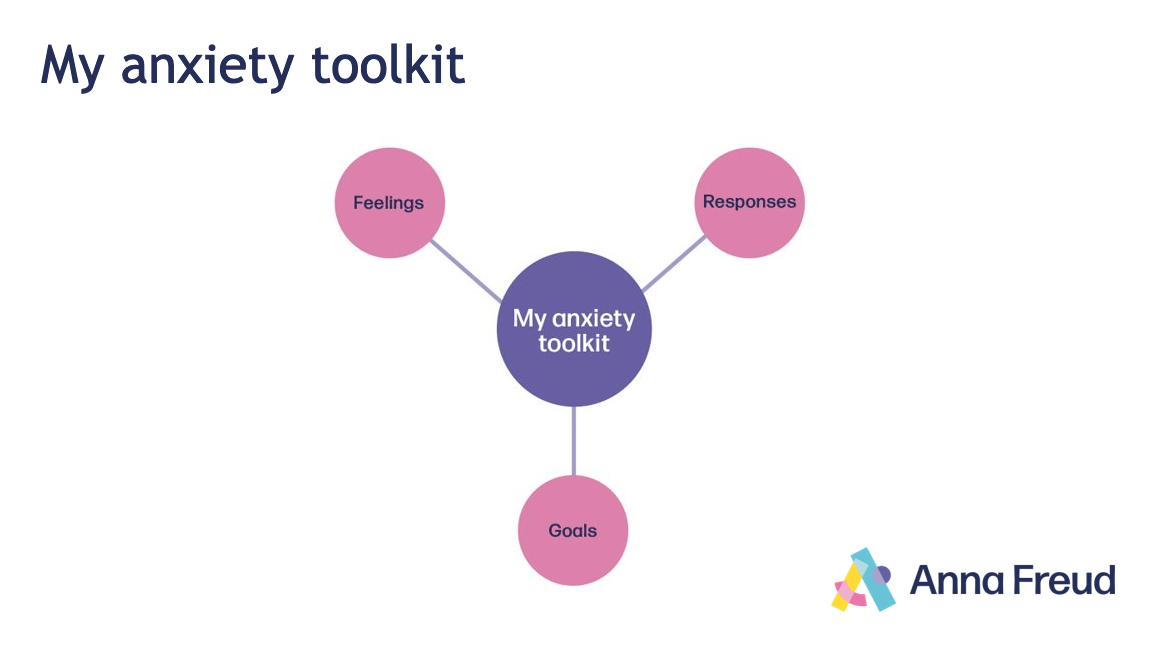 My anxiety toolkit
Feelings
Responses
My anxiety
toolkit
Goals
Anna Freud